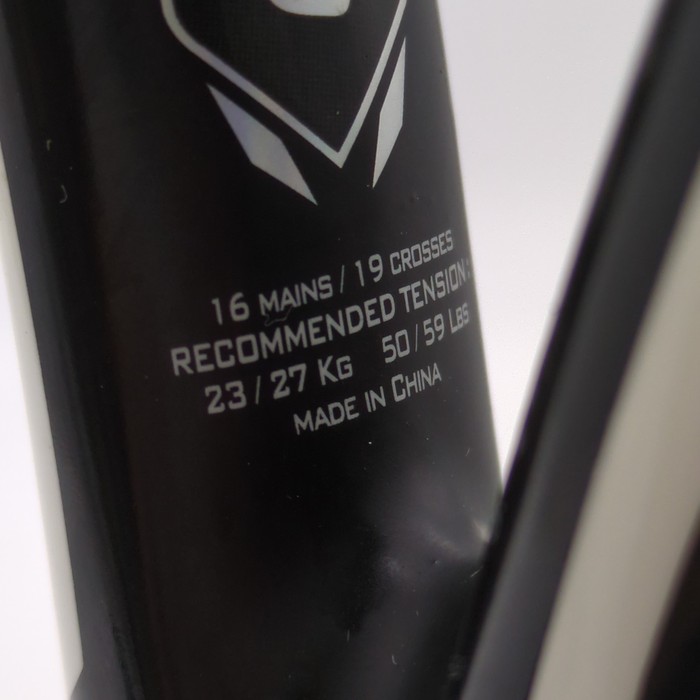 16 MAINS / 19 CROSSES
RECOMMENDED TENSION:
23 / 27 KG 50 / 59 LBS
MADE IN CHINA